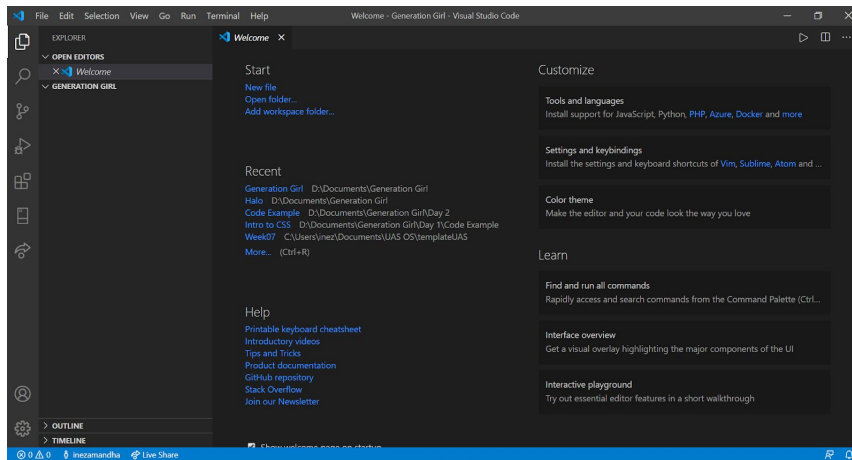 File Edit Selection View Go Run Terminal Help
Welcome - Generation Girl - Visual Studio Code
EXPLORER
OPEN EDITORS
Welcome
GENERATION GIRL
OUTLINE
TIMELINE
Welcome
Start
New file
Open folder...
Add workspace folder...
Recent
Generation Girl D:\Documents\Generation Girl
Halo D:\Documents\Generation Girl
Code Example D:\Documents\Generation Girl\Day 2
Intro to CSS D:\Documents\Generation Girl\Day 1\Code Example
Week07 C:\Users\inez\Documents\UAS OS\templateUAS
More... (Ctrl+R)
Help
Printable keyboard cheatsheet
Introductory videos
Tips and Tricks
Product documentation
GitHub repository
Stack Overflow
Join our Newsletter
Show welcome page on startup
Customize
Tools and languages
Install support for JavaScript, Python, PHP, Azure, Docker and more
Settings and keybindings
Install the settings and keyboard shortcuts of Vim, Sublime, Atom and ...
Color theme
Make the editor and your code look the way you love
Learn
Find and run all commands
Rapidly access and search commands from the Command Palette (Ctrl...
Interface overview
Get a visual overlay highlighting the major components of the UI
Interactive playground
Try out essential editor features in a short walkthrough
0 0 inezamandha Live Share